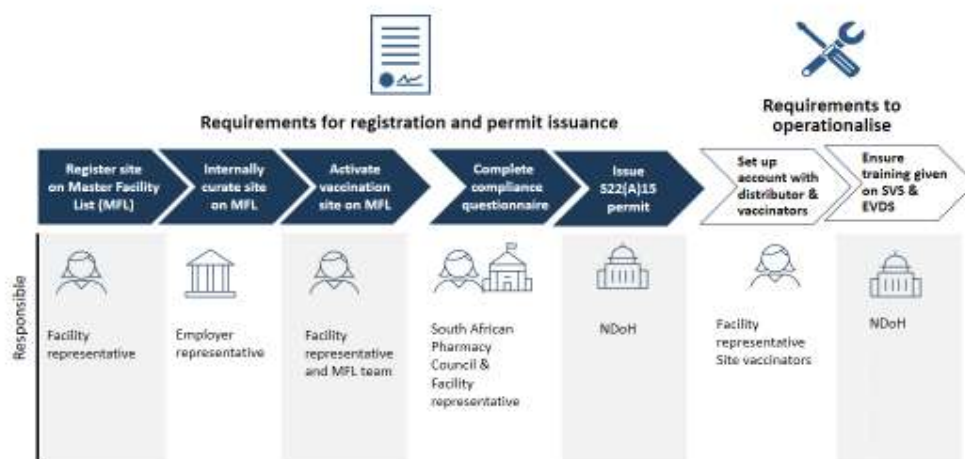 Requirements for registration and permit issuance
Requirements to
operationalise
Register site
on Master Facility
List (MFL)
Internally
curate site
on MFL
Activate
vaccination
site on MFL
Complete
compliance
questionnaire
Issue
S22(A)15
permit
Set up
account with
distributor &
vaccinators
Ensure
training given
on SVS &
EVDS
Responsible
Facility
representative
Employer
representative
Facility
representative
and MFL team
South African
Pharmacy
Council &
Facility
representative
NDoH
Facility
representative
Site vaccinators
NDoH